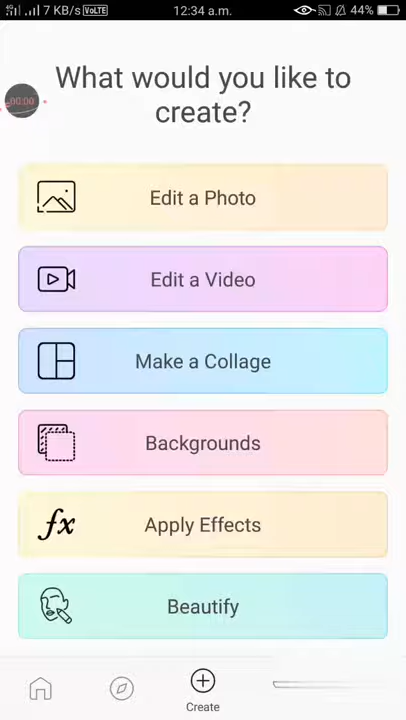 4G 7 KB/s VoLTE 12:34 a.m. 44%
What would you like to
create?
00:00
Edit a Photo
Edit a Video
Make a Collage
Backgrounds
fx Apply Effects
Beautify
Create